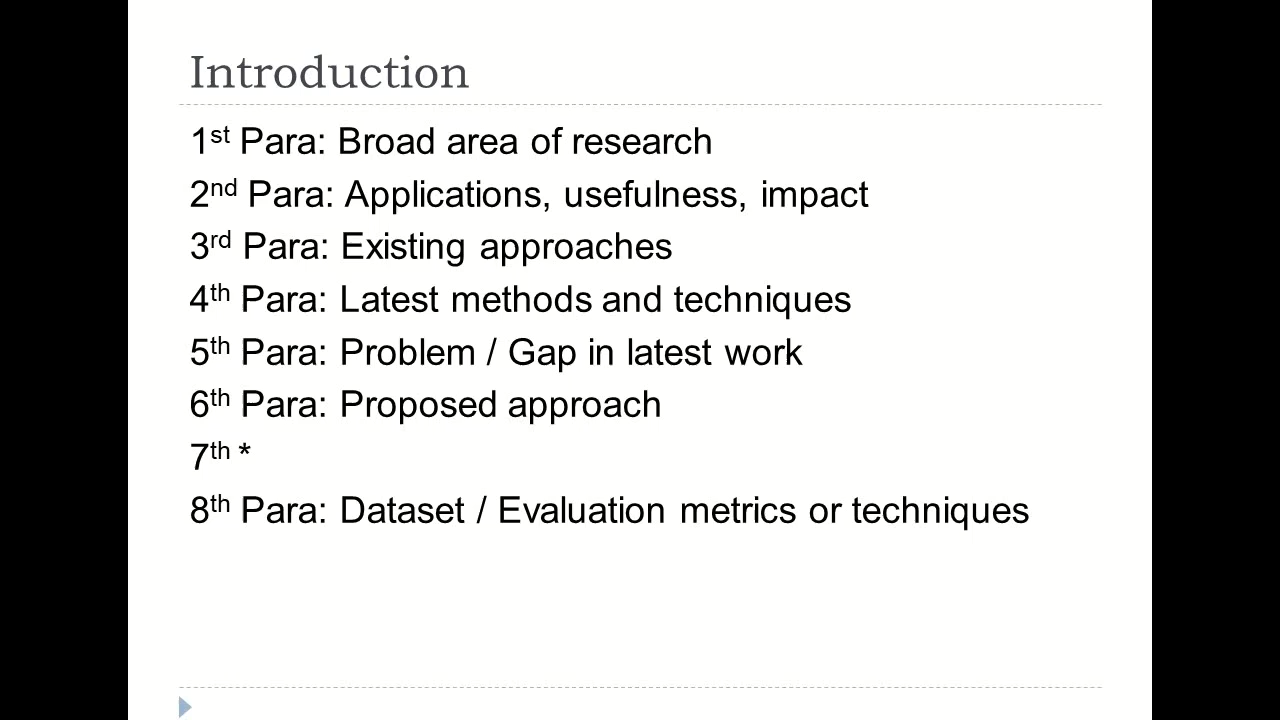 Introduction
1st Para: Broad area of research
2nd Para: Applications, usefulness, impact
3rd Para: Existing approaches
4th Para: Latest methods and techniques
5th Para: Problem / Gap in latest work
6th Para: Proposed approach
7th *
8th Para: Dataset / Evaluation metrics or techniques